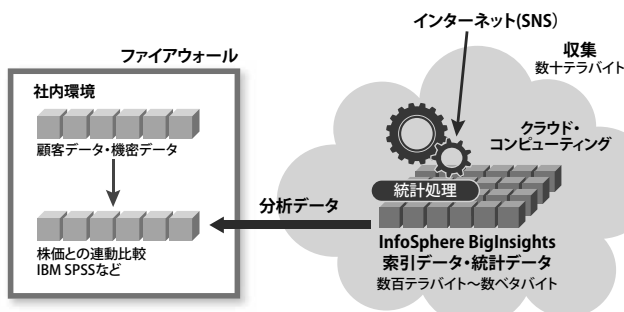 インターネット(SNS)
収集
数十テラバイト
ファイアウォール
社内環境
顧客データ・機密データ
クラウド・
コンピューティング
統計処理
分析データ
株価との連動比較
IBM SPSSなど
InfoSphere BigInsights
索引データ・統計データ
数百テラバイト～数ペタバイト